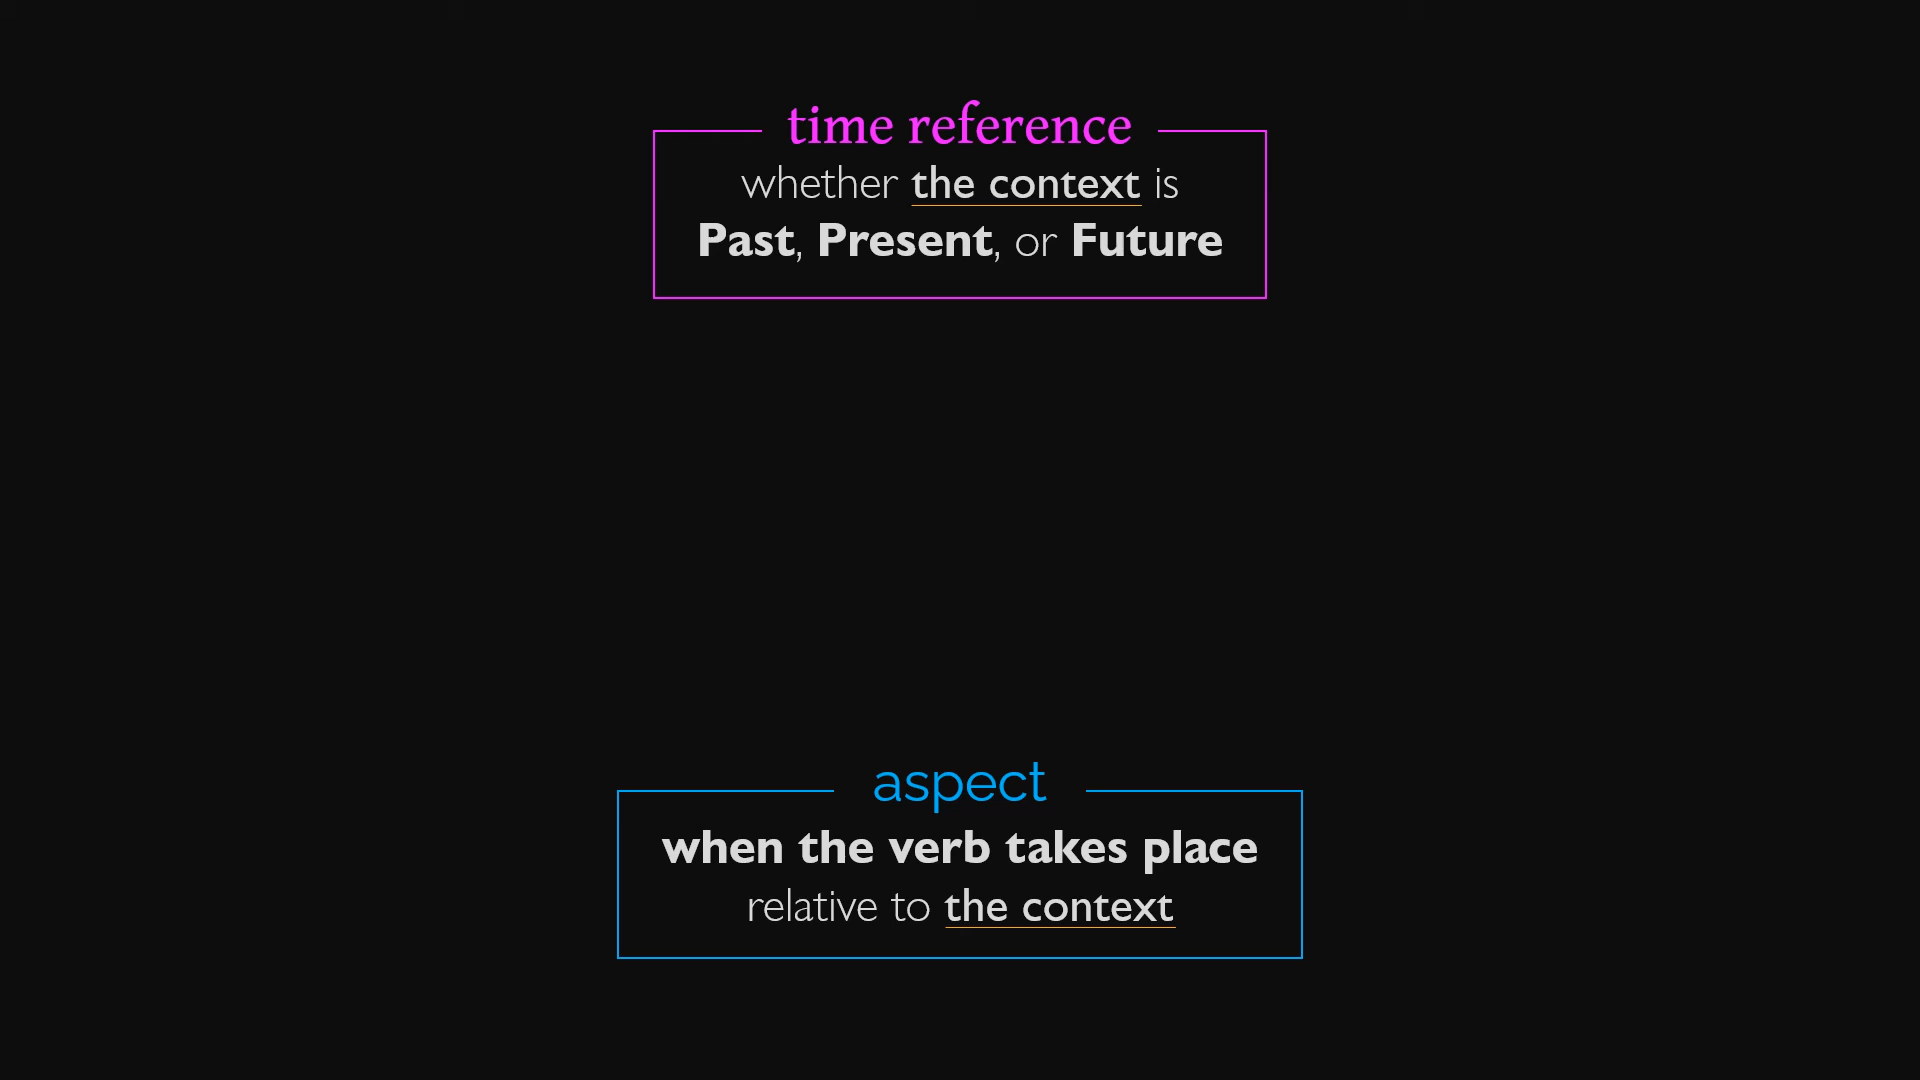 time reference
whether the context is
Past, Present, or Future
aspect
when the verb takes place
relative to the context